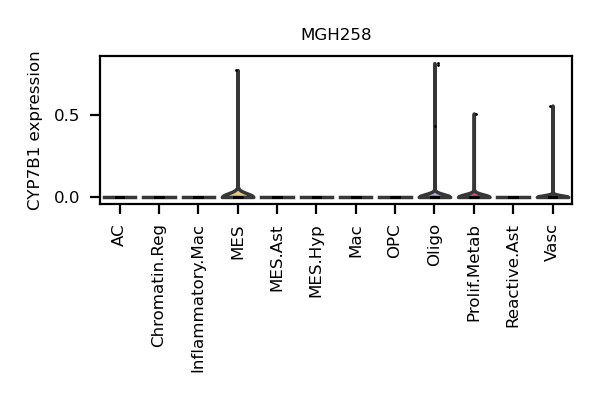 MGH258
CYP7B1 expression
0.5
0.0
AC
Chromatin.Reg
Inflammatory.Mac
MES
MES.Ast
MES.Hyp
Mac
OPC
Oligo
Prolif.Metab
Reactive.Ast
Vasc